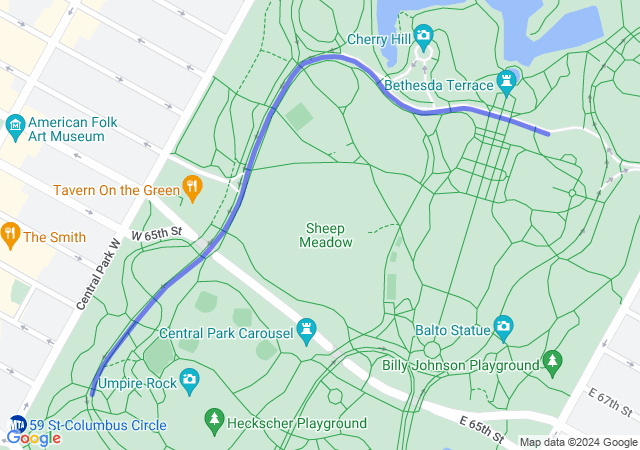 Cherry Hill
Bethesda Terrace
American Folk
Art Museum
Tavern On the Green
The Smith
W 65th St
Central Park W
Sheep
Meadow
Central Park Carousel
Balto Statue
Billy Johnson Playground
Umpire Rock
Heckscher Playground
E 65th St
E 67th St
MTA
59 St-Columbus Circle
Google
Map data ©2024 Google